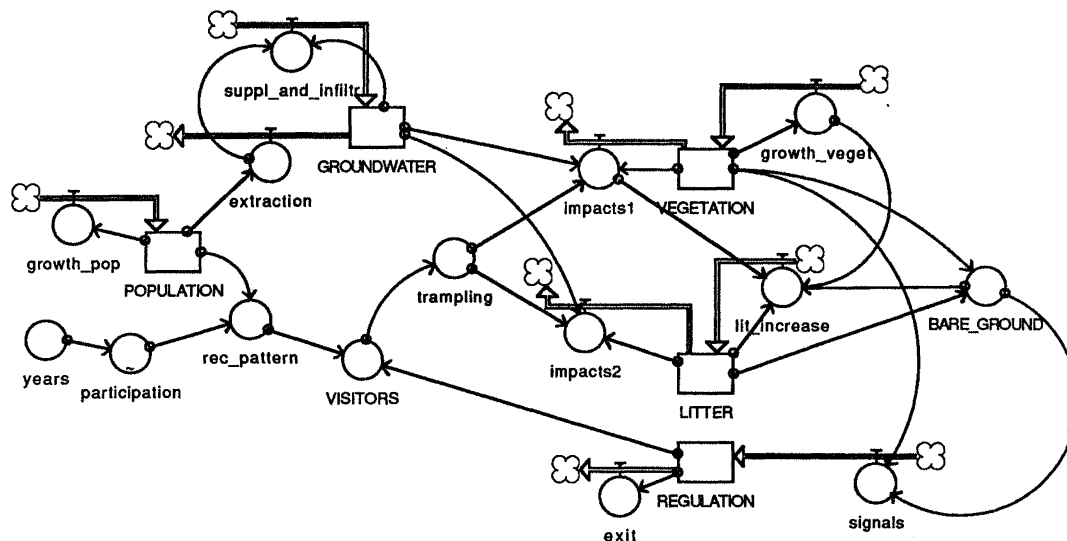 suppl_and_infiltr
GROUNDWATER
growth_veget
extraction
impacts1
VEGETATION
growth_pop
POPULATION
trampling
lit_increase
BARE_GROUND
years
participation
~
rec_pattern
VISITORS
impacts2
LITTER
REGULATION
exit
signals